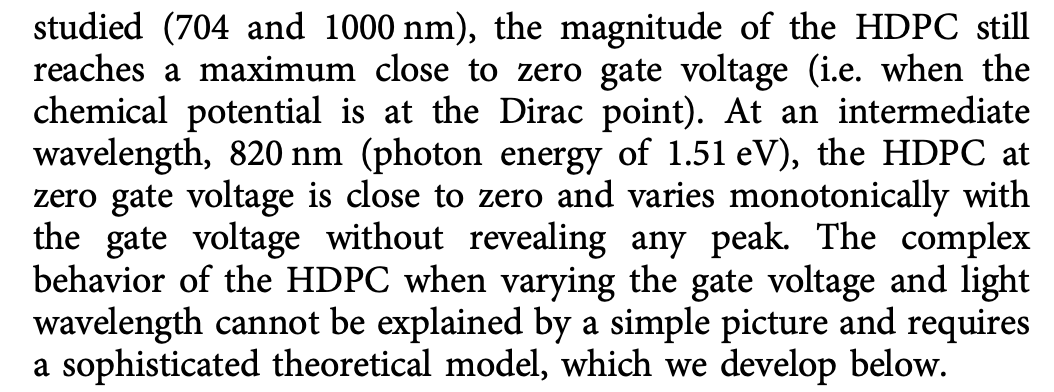 studied (704 and 1000 nm), the magnitude of the HDPC still
reaches a maximum close to zero gate voltage (i.e. when the
chemical potential is at the Dirac point). At an intermediate
wavelength, 820 nm (photon energy of 1.51 eV), the HDPC at
zero gate voltage is close to zero and varies monotonically with
the gate voltage without revealing any peak. The complex
behavior of the HDPC when varying the gate voltage and light
wavelength cannot be explained by a simple picture and requires
a sophisticated theoretical model, which we develop below.